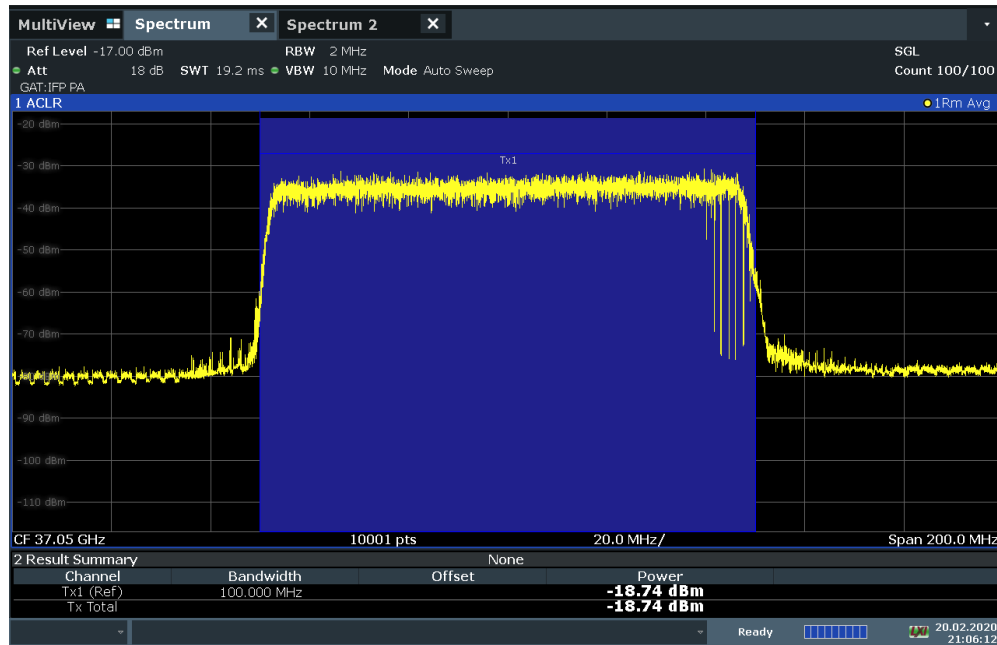 MultiView Spectrum X Spectrum 2 X
Ref Level -17.00 dBm RBW 2 MHz SGL
Att 18 dB SWT 19.2 ms VBW 10 MHz Mode Auto Sweep Count 100/100
GAT:IFP PA
1 ACLR 1Rm Avg
-20 dBm
Tx1
-30 dBm
-40 dBm
-50 dBm
-60 dBm
-70 dBm
-90 dBm
-100 dBm
-110 dBm
CF 37.05 GHz 10001 pts 20.0 MHz/ Span 200.0 MHz
2 Result Summary None
Channel Bandwidth Offset Power
Tx1 (Ref) 100.000 MHz -18.74 dBm
Tx Total -18.74 dBm
Ready LXI 20.02.2020
21:06:12